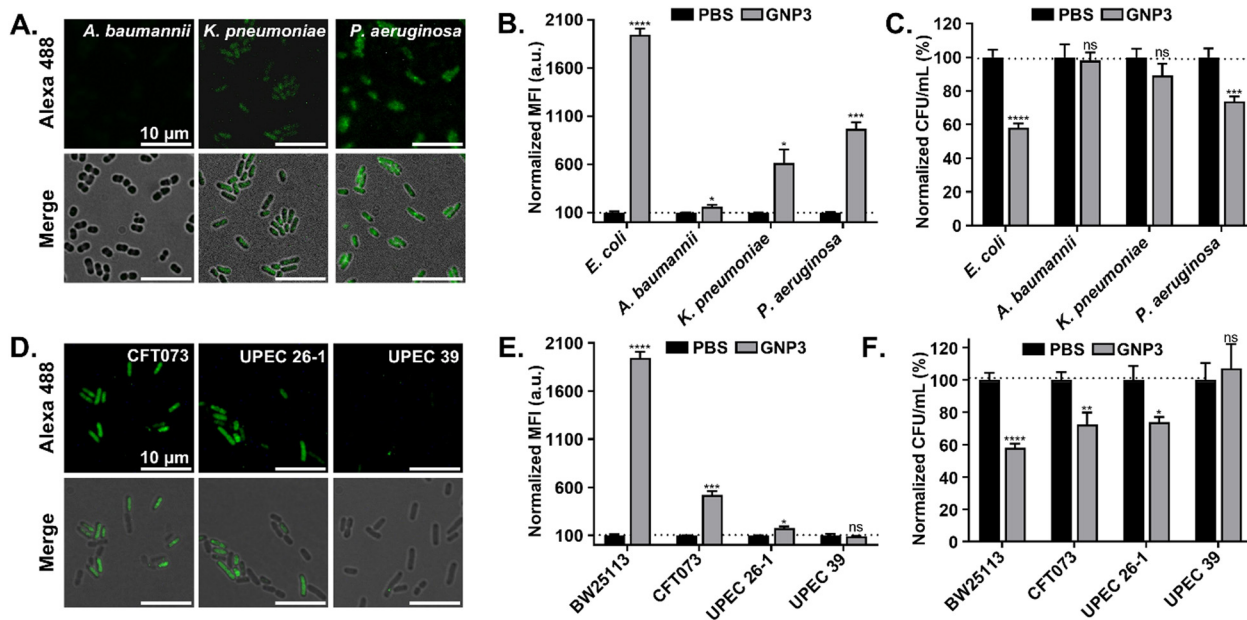 A.
Alexa 488
Merge
A. baumannii
K. pneumoniae
P. aeruginosa
10 µm
B.
PBS
GNP3
Normalized MFI (a.u.)
2100
1600
1100
600
100
****
*
*
***
E. coli
A. baumannii
K. pneumoniae
P. aeruginosa
C.
PBS
GNP3
Normalized CFU/mL (%)
120
100
80
60
40
20
0
****
ns
ns
***
E. coli
A. baumannii
K. pneumoniae
P. aeruginosa
D.
Alexa 488
Merge
CFT073
UPEC 26-1
UPEC 39
10 µm
E.
PBS
GNP3
Normalized MFI (a.u.)
2100
1600
1100
600
100
****
***
*
ns
BW25113
CFT073
UPEC 26-1
UPEC 39
F.
PBS
GNP3
Normalized CFU/mL (%)
120
100
80
60
40
20
0
****
**
*
ns
BW25113
CFT073
UPEC 26-1
UPEC 39